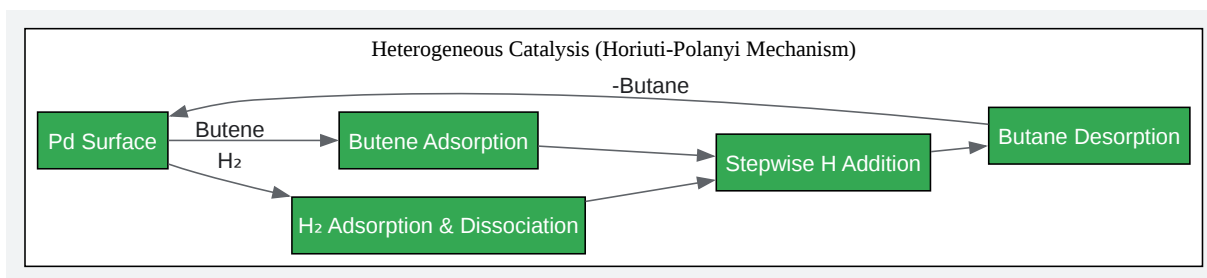 Heterogeneous Catalysis (Horiuti-Polanyi Mechanism)
-Butane
Pd Surface
Butene
H₂
Butene Adsorption
H₂ Adsorption & Dissociation
Stepwise H Addition
Butane Desorption